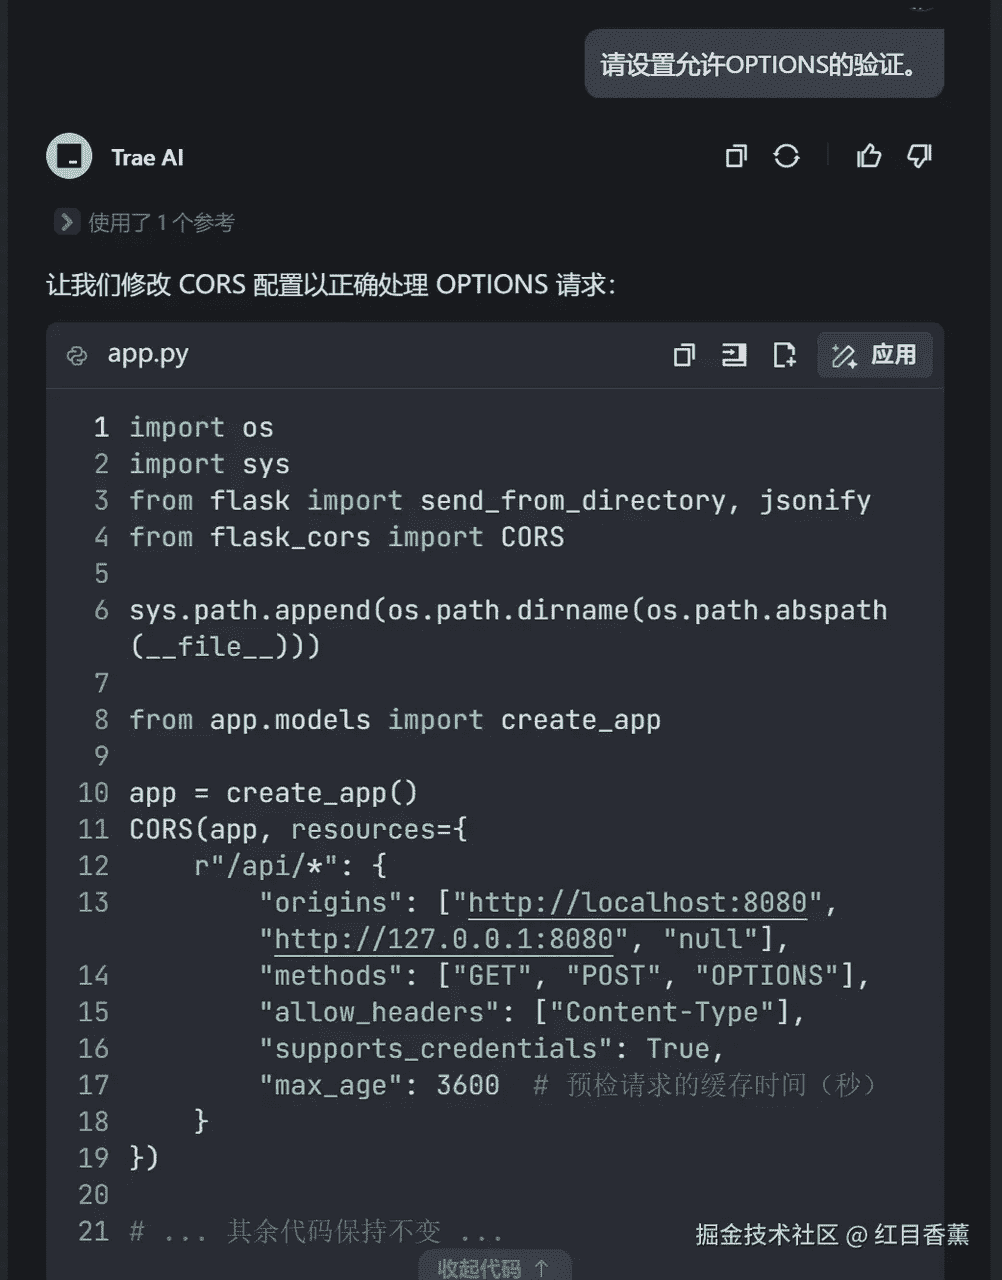 请设置允许OPTIONS的验证。
Trae AI
使用了 1 个参考
让我们修改 CORS 配置以正确处理 OPTIONS 请求：
app.py
应用
1 import os
2 import sys
3 from flask import send_from_directory, jsonify
4 from flask_cors import CORS
5
6 sys.path.append(os.path.dirname(os.path.abspath
(__file__)))
7
8 from app.models import create_app
9
10 app = create_app()
11 CORS(app, resources={
12     r"/api/*": {
13         "origins": ["http://localhost:8080",
"http://127.0.0.1:8080", "null"],
14         "methods": ["GET", "POST", "OPTIONS"],
15         "allow_headers": ["Content-Type"],
16         "supports_credentials": True,
17         "max_age": 3600  # 预检请求的缓存时间（秒）
18     }
19 })
20
21 # ... 其余代码保持不变 ...
收起代码 ↑
掘金技术社区 @ 红目香薰